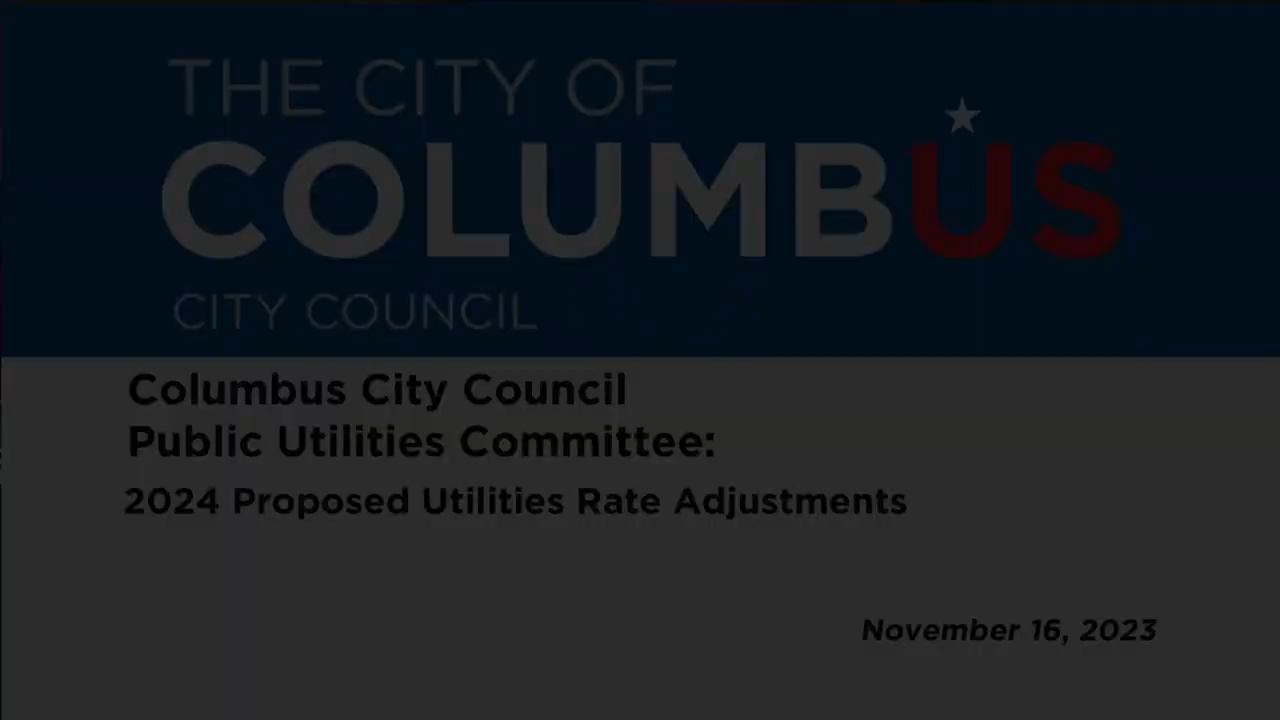 THE CITY OF
COLUMBUS
CITY COUNCIL
Columbus City Council
Public Utilities Committee:
2024 Proposed Utilities Rate Adjustments
November 16, 2023